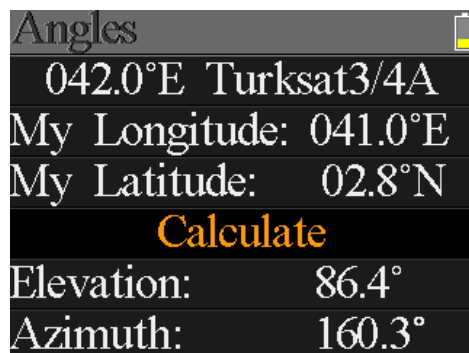 Angles
042.0°E Turksat3/4A
My Longitude: 041.0°E
My Latitude: 02.8°N
Calculate
Elevation: 86.4°
Azimuth: 160.3°